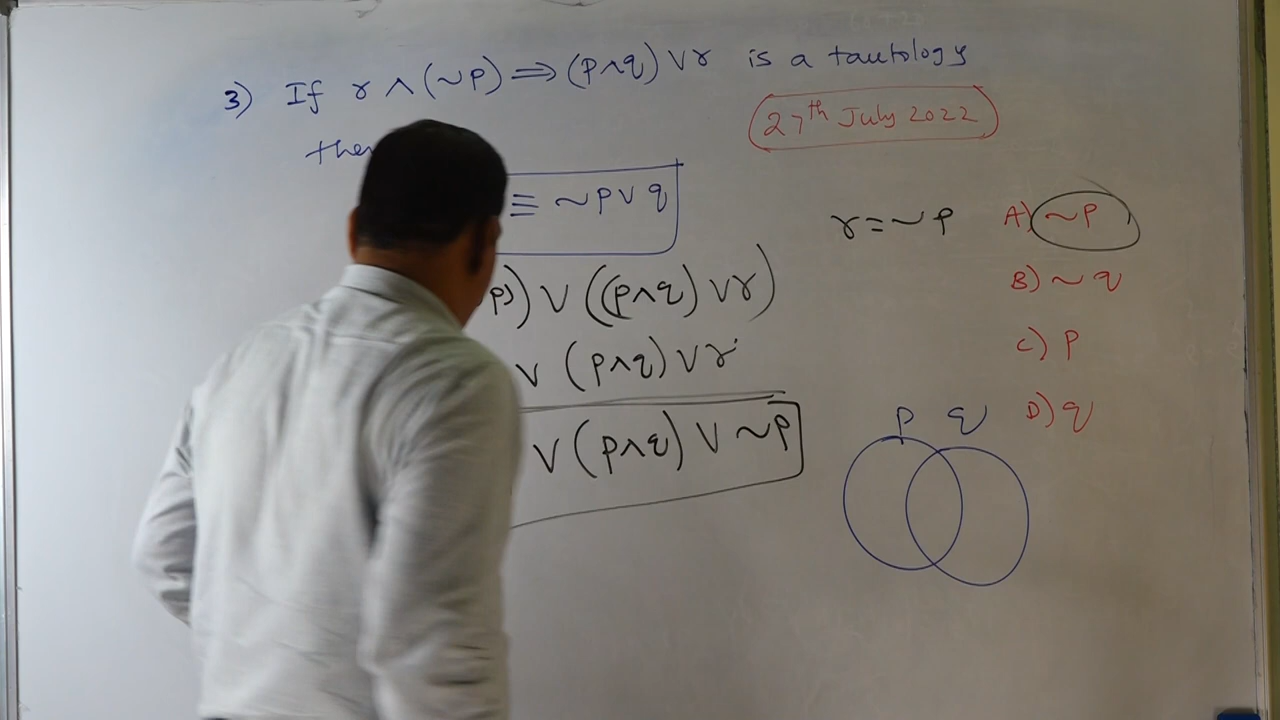 3) If r ∧ (~p) ⟹ (p∧q) ∨ r is a tautology
27th July 2022
then
≡ ~p ∨ q
r = ~p
A) ~p
B) ~q
p)) ∨ ((p∧q) ∨ r)
C) p
∨ (p∧q) ∨ r
D) q
∨ (p∧q) ∨ ~p
p q